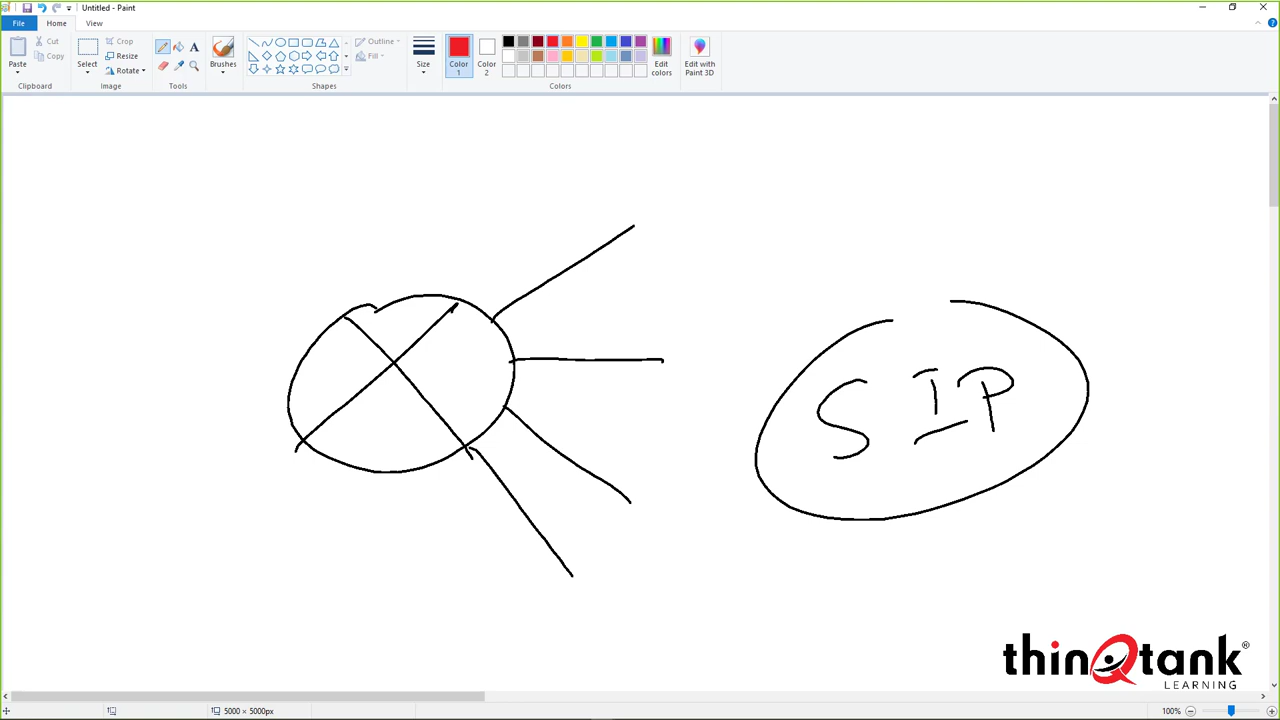 Untitled - Paint
File Home View
Paste
Cut
Copy
Clipboard
Select
Crop
Resize
Rotate
Image
Tools
Brushes
Shapes
Outline
Fill
Size
Color 1
Color 2
Colors
Edit colors
Edit with Paint 3D
SIP
thinQtank®
LEARNING
5000 × 5000px
100%